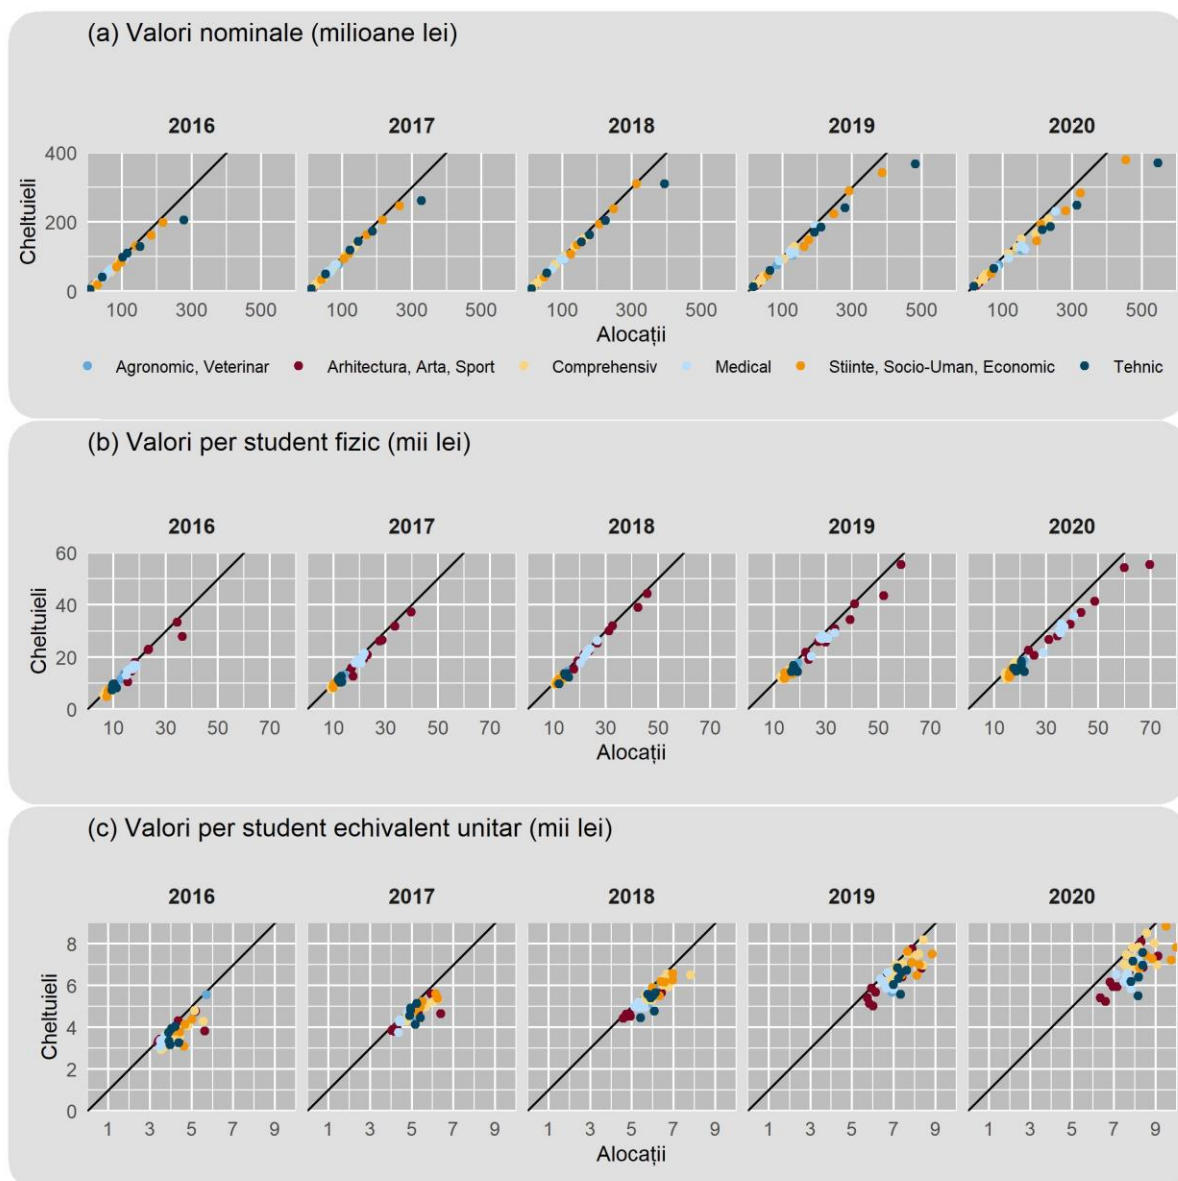 (a) Valori nominale (milioane lei)
2016 2017 2018 2019 2020
400
200
0
Cheltuieli
100 300 500 100 300 500 100 300 500 100 300 500 100 300 500
Alocații
Agronomic, Veterinar Arhitectura, Arta, Sport Comprehensiv Medical Stiinte, Socio-Uman, Economic Tehnic
(b) Valori per student fizic (mii lei)
2016 2017 2018 2019 2020
60
40
20
0
Cheltuieli
10 30 50 70 10 30 50 70 10 30 50 70 10 30 50 70 10 30 50 70
Alocații
(c) Valori per student echivalent unitar (mii lei)
2016 2017 2018 2019 2020
8
6
4
2
0
Cheltuieli
1 3 5 7 9 1 3 5 7 9 1 3 5 7 9 1 3 5 7 9 1 3 5 7 9
Alocații